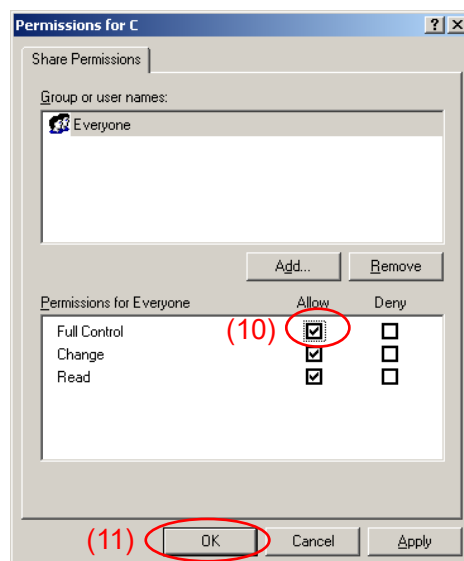 Permissions for C
Share Permissions
Group or user names:
Everyone
Add... Remove
Permissions for Everyone Allow Deny
Full Control (10)
Change
Read
(11) OK Cancel Apply